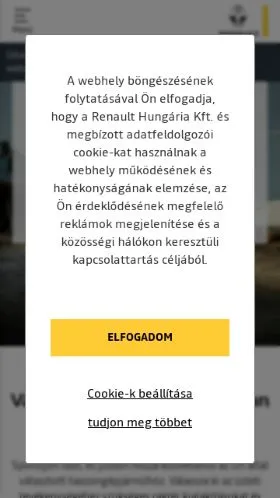 A webhely böngészésének
folytatásával Ön elfogadja,
hogy a Renault Hungária Kft. és
megbízott adatfeldolgozói
cookie-kat használnak a
webhely működésének és
hatékonyságának elemzése, az
Ön érdeklődésének megfelelő
reklámok megjelenítése és a
közösségi hálókon keresztüli
kapcsolattartás céljából.
ELFOGADOM
Cookie-k beállítása
tudjon meg többet